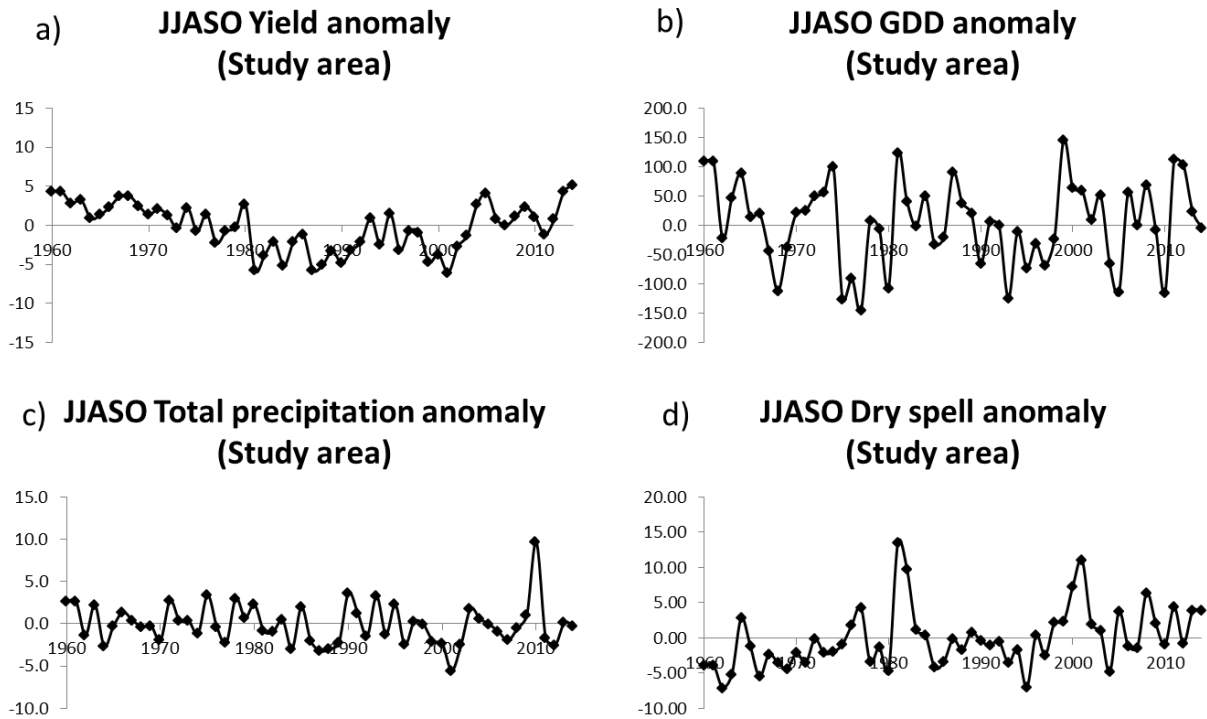 a) JJASO Yield anomaly
(Study area)
15
10
5
0
-5
-10
-15
1960 1970 1980 1990 2000 2010
b) JJASO GDD anomaly
(Study area)
200.0
150.0
100.0
50.0
0.0
-50.0
-100.0
-150.0
-200.0
1960 1970 1980 1990 2000 2010
c) JJASO Total precipitation anomaly
(Study area)
15.0
10.0
5.0
0.0
-5.0
-10.0
1960 1970 1980 1990 2000 2010
d) JJASO Dry spell anomaly
(Study area)
20.00
15.00
10.00
5.00
0.00
-5.00
-10.00
1960 1970 1980 1990 2000 2010